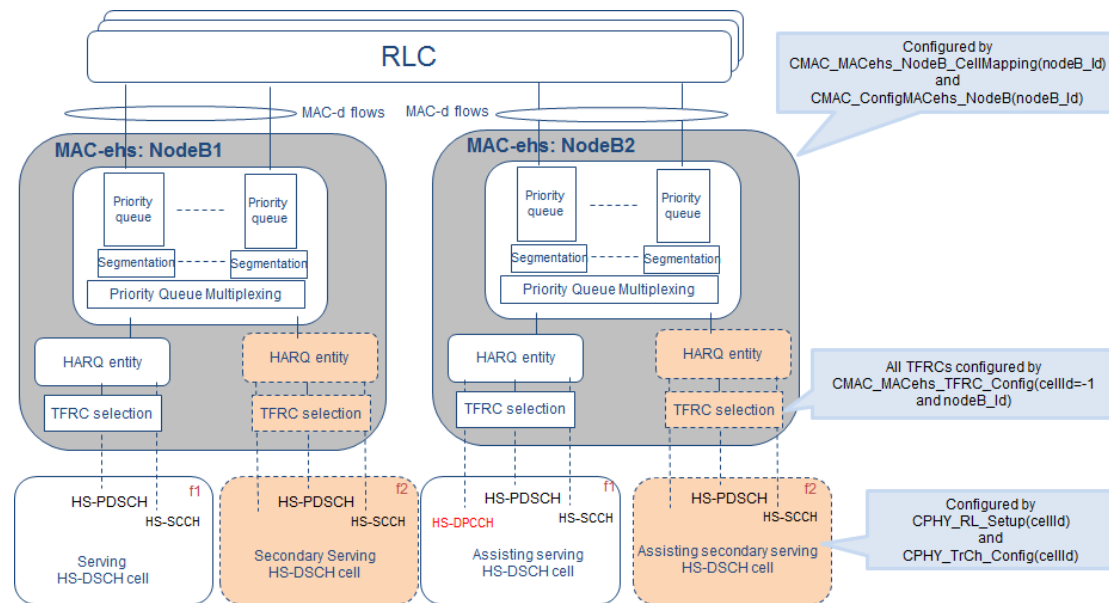 RLC
Configured by
CMAC_MACehs_NodeB_CellMapping(nodeB_Id)
and
CMAC_ConfigMACehs_NodeB(nodeB_Id)
MAC-d flows
MAC-d flows
MAC-ehs: NodeB1
Priority
queue
Priority
queue
Segmentation
Segmentation
Priority Queue Multiplexing
HARQ entity
HARQ entity
TFRC selection
TFRC selection
MAC-ehs: NodeB2
Priority
queue
Priority
queue
Segmentation
Segmentation
Priority Queue Multiplexing
HARQ entity
HARQ entity
TFRC selection
TFRC selection
All TFRCs configured by
CMAC_MACehs_TFRC_Config(cellId=-1
and nodeB_Id)
f1
HS-PDSCH
HS-SCCH
Serving
HS-DSCH cell
f2
HS-PDSCH
HS-SCCH
Secondary Serving
HS-DSCH cell
f1
HS-PDSCH
HS-DPCCH
HS-SCCH
Assisting serving
HS-DSCH cell
f2
HS-PDSCH
HS-SCCH
Assisting secondary serving
HS-DSCH cell
Configured by
CPHY_RL_Setup(cellId)
and
CPHY_TrCh_Config(cellId)